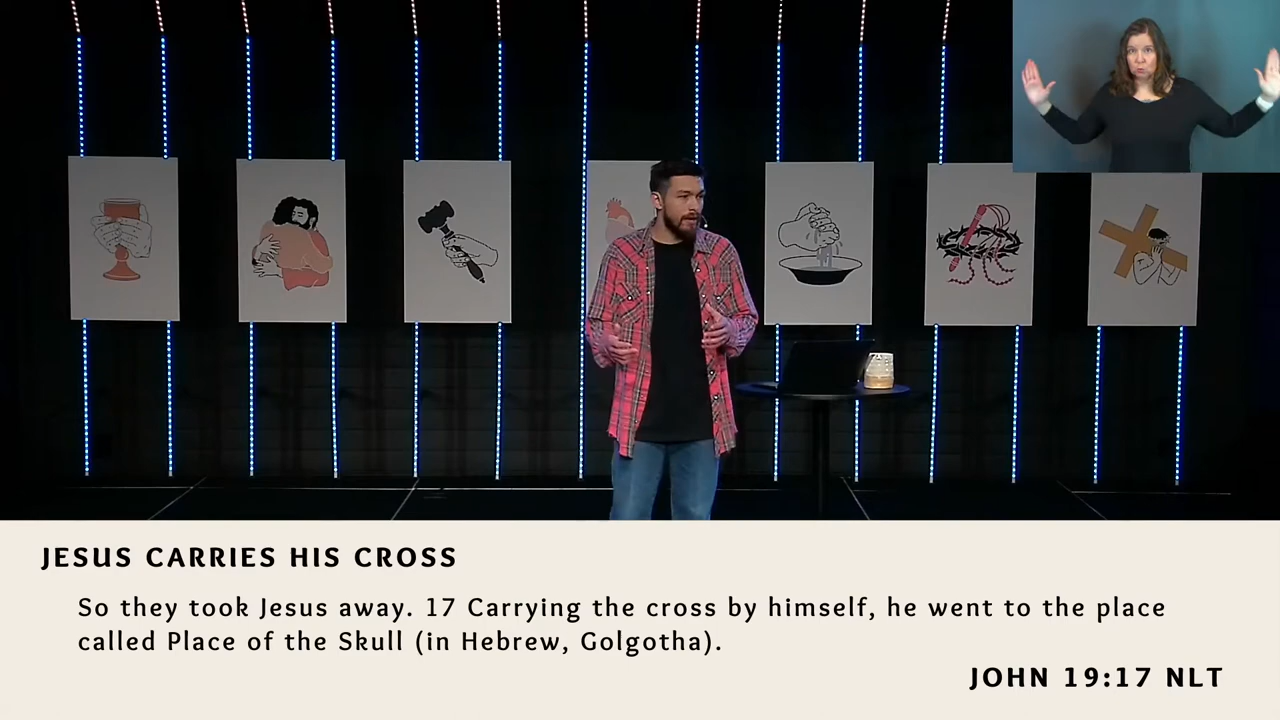 JESUS CARRIES HIS CROSS
So they took Jesus away. 17 Carrying the cross by himself, he went to the place
called Place of the Skull (in Hebrew, Golgotha).
JOHN 19:17 NLT